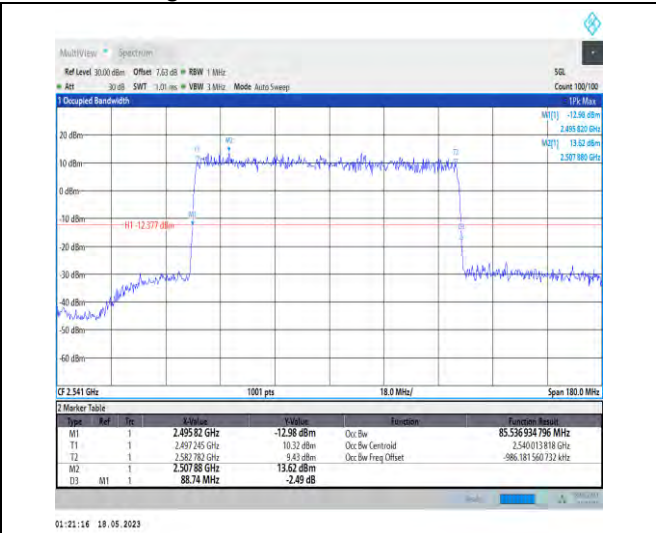 MultiView Spectrum
Ref Level 30.00 dBm Offset 7.63 dB RBW 1 MHz SGL
Att 30 dB SWT 1.01 ms VBW 3 MHz Mode Auto Sweep Count 100/100
1 Occupied Bandwidth 1Pk Max
M1[1] -12.98 dBm
2.495 820 GHz
20 dBm M2[1] 13.62 dBm
2.507 880 GHz
M2
10 dBm
0 dBm
-10 dBm M1
H1 -12.377 dBm
-20 dBm
-30 dBm
-40 dBm
-50 dBm
-60 dBm
CF 2.541 GHz 1001 pts 18.0 MHz/ Span 180.0 MHz
2 Marker Table
Type Ref Trc X-Value Y-Value Function Function Result
M1 1 2.495 82 GHz -12.98 dBm Occ Bw 85.536 934 796 MHz
T1 1 2.497 245 GHz 10.32 dBm Occ Bw Centroid 2.540 013 818 GHz
T2 1 2.582 782 GHz 9.43 dBm Occ Bw Freq Offset -986.181 560 732 kHz
M2 1 2.507 88 GHz 13.62 dBm
D3 M1 1 88.74 MHz -2.49 dB
01:21:16 18.05.2023